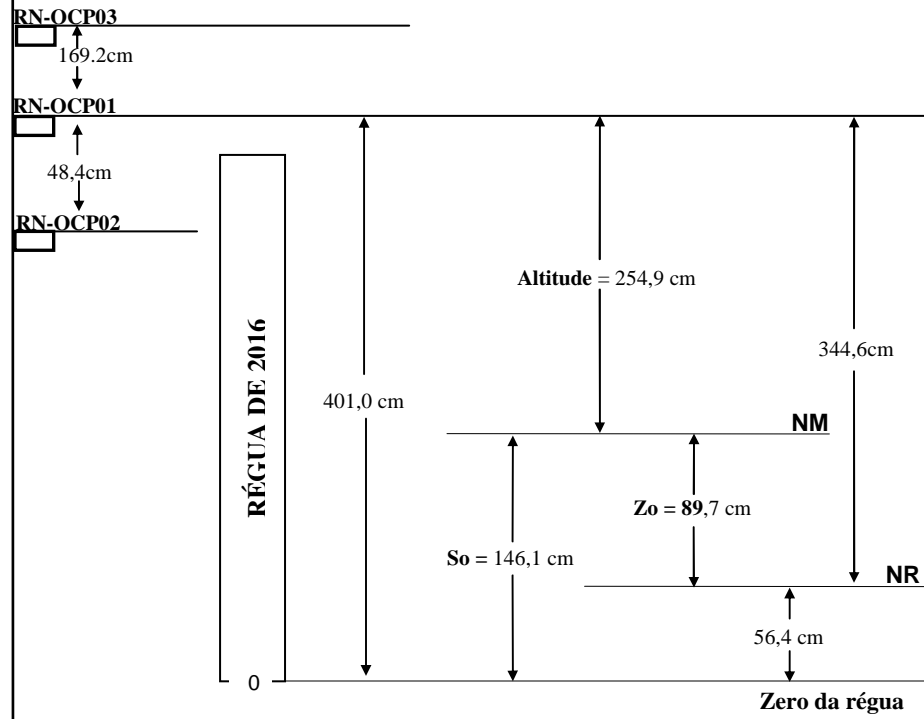 RN-OCP03
169.2cm
RN-OCP01
48,4cm
RN-OCP02
Altitude = 254,9 cm
RÉGUA DE 2016
344,6cm
401,0 cm
NM
Zo = 89,7 cm
So = 146,1 cm
NR
56,4 cm
0
Zero da régua